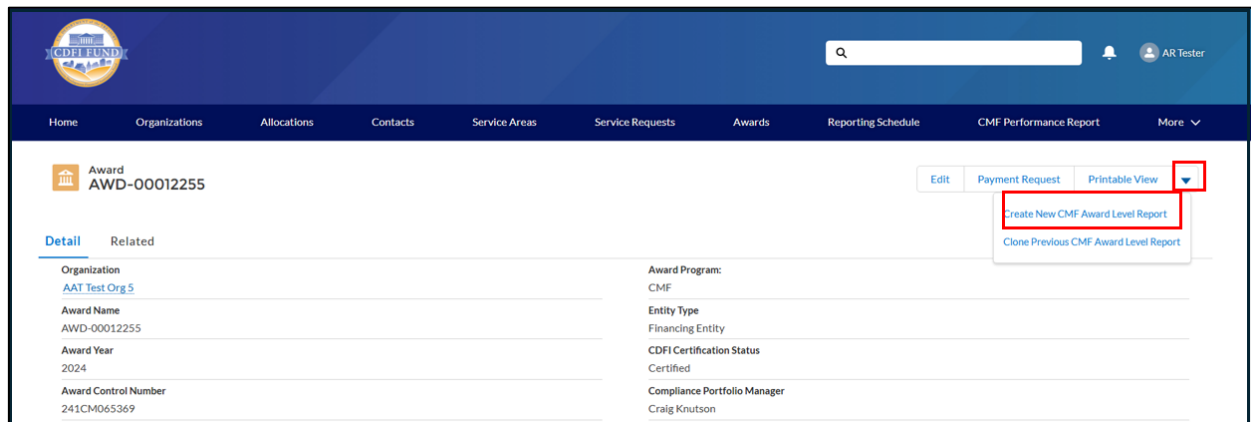 CDFI FUND
AR Tester
Home Organizations Allocations Contacts Service Areas Service Requests Awards Reporting Schedule CMF Performance Report More
Award
AWD-00012255
Edit Payment Request Printable View
Create New CMF Award Level Report
Clone Previous CMF Award Level Report
Detail Related
Organization Award Program:
AAT Test Org 5 CMF
Award Name Entity Type
AWD-00012255 Financing Entity
Award Year CDFI Certification Status
2024 Certified
Award Control Number Compliance Portfolio Manager
241CM065369 Craig Knutson